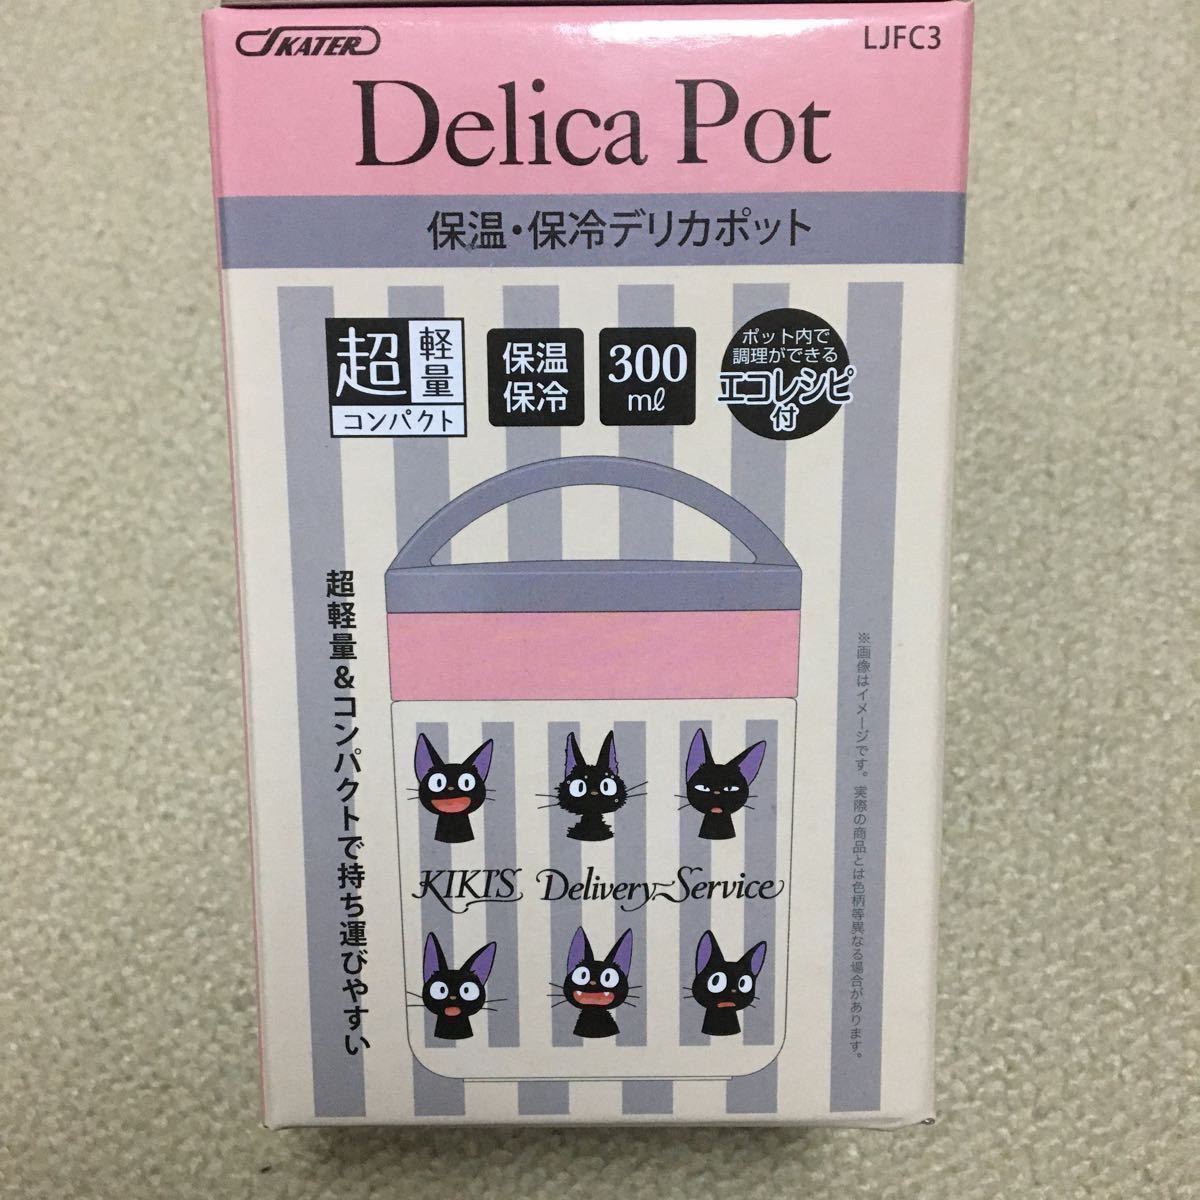 SKATER
LJFC3
Delica Pot
保温・保冷デリカポット
超軽量
コンパクト
保温
保冷
300
ml
ポット内で
調理ができる
エコレシピ
付
超軽量&コンパクトで持ち運びやすい
KIKI'S Delivery Service
※画像はイメージです。実際の商品とは色柄等異なる場合があります。